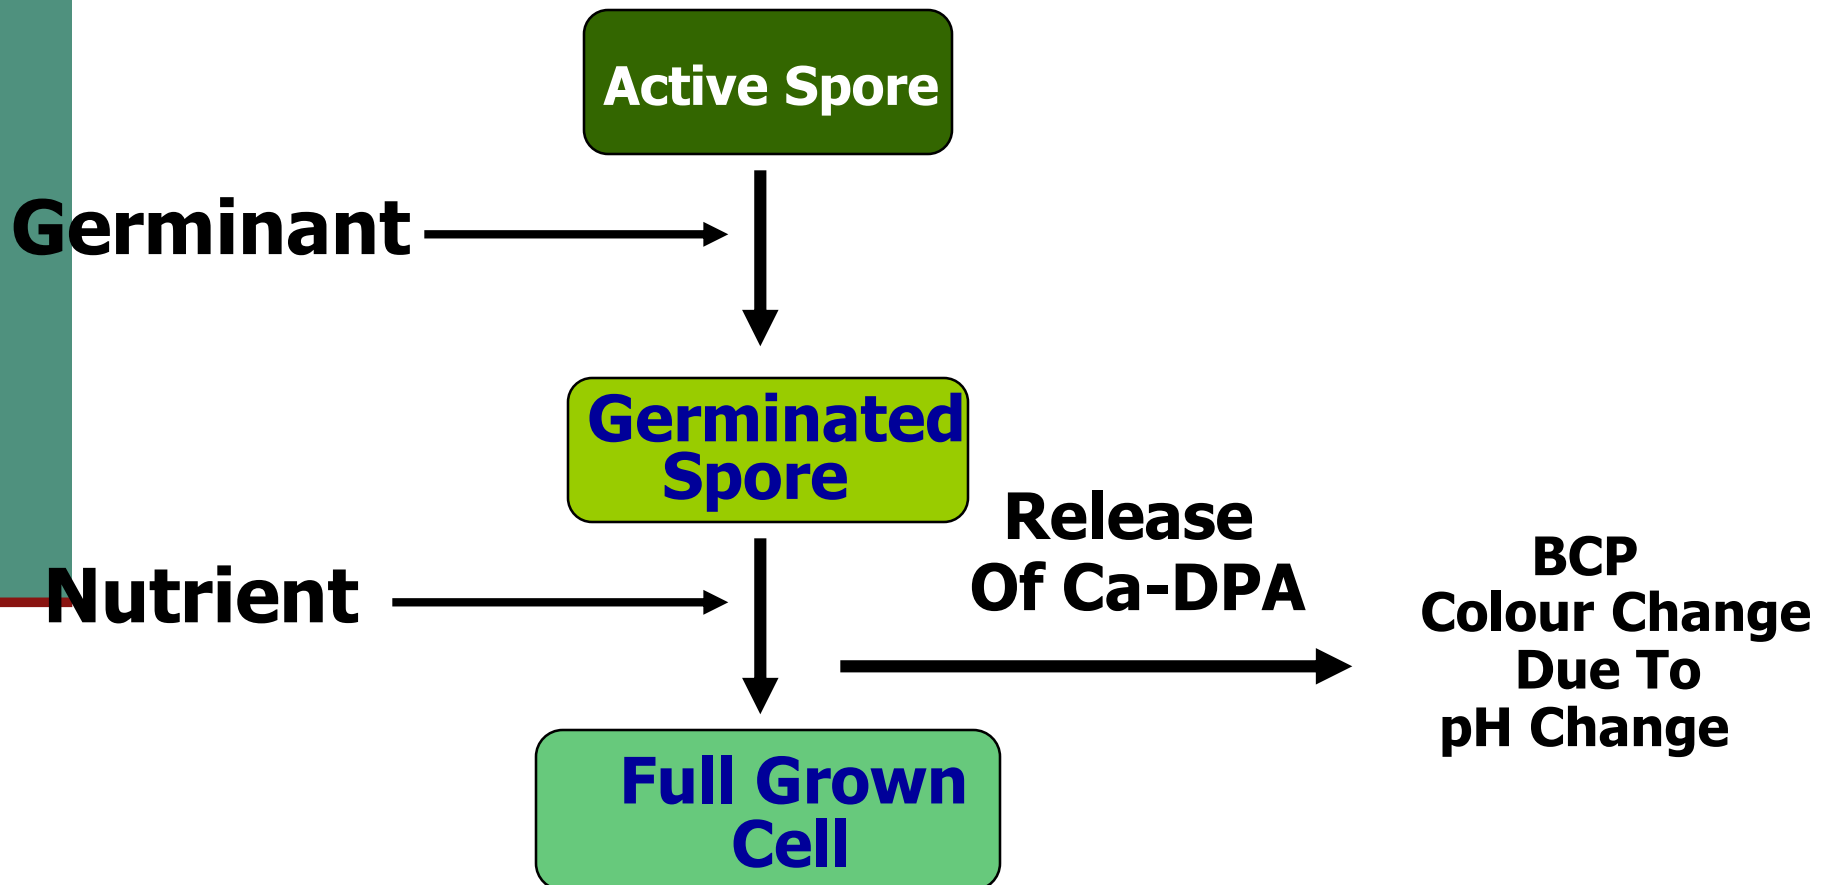 Active Spore
Germinant
Germinated
Spore
Release
Of Ca-DPA
Nutrient
BCP
Colour Change
Due To
pH Change
Full Grown
Cell